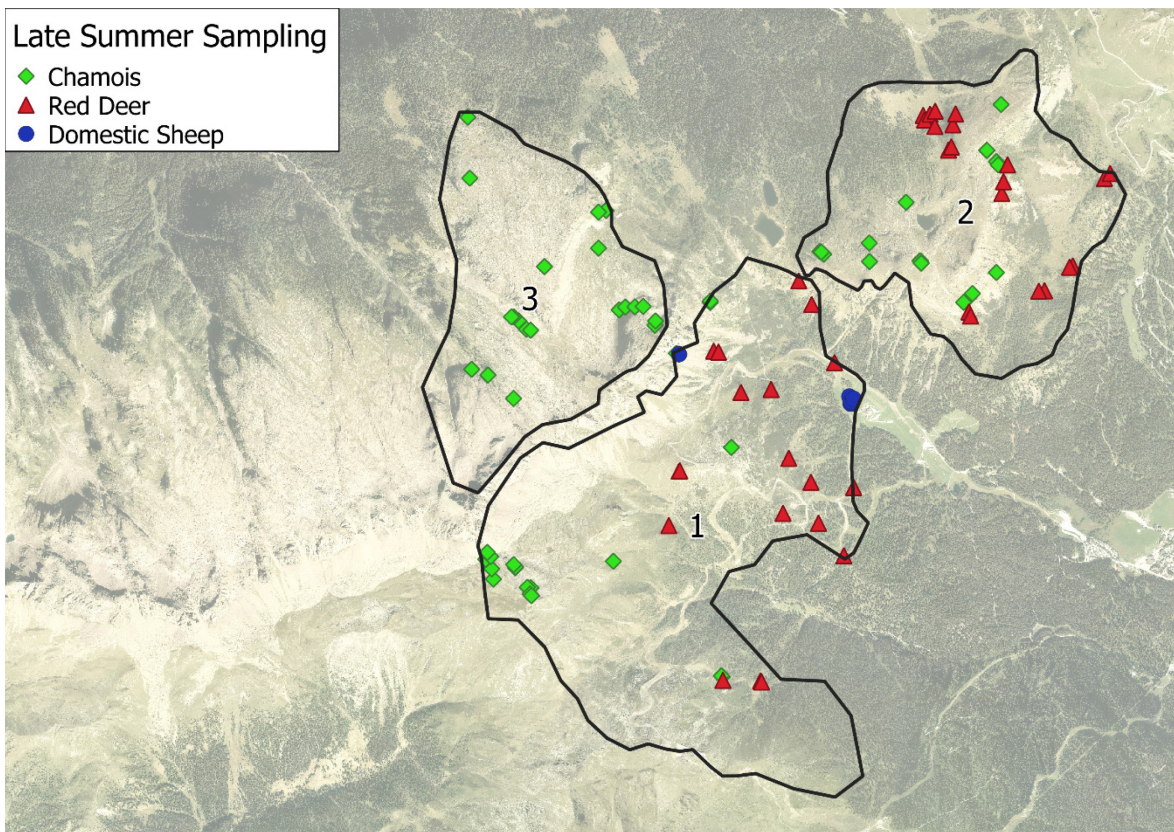 Late Summer Sampling
Chamois
Red Deer
Domestic Sheep
2
3
1